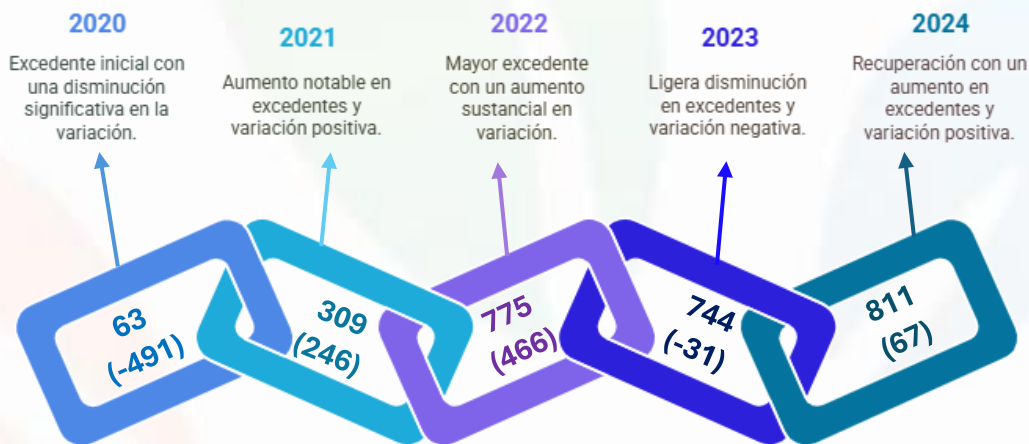 2020
Excedente inicial con
una disminución
significativa en la
variación.
2021
Aumento notable en
excedentes y
variación positiva.
2022
Mayor excedente
con un aumento
sustancial en
variación.
2023
Ligera disminución
en excedentes y
variación negativa.
2024
Recuperación con un
aumento en
excedentes y
variación positiva.
63
(-491)
309
(246)
775
(466)
744
(-31)
811
(67)